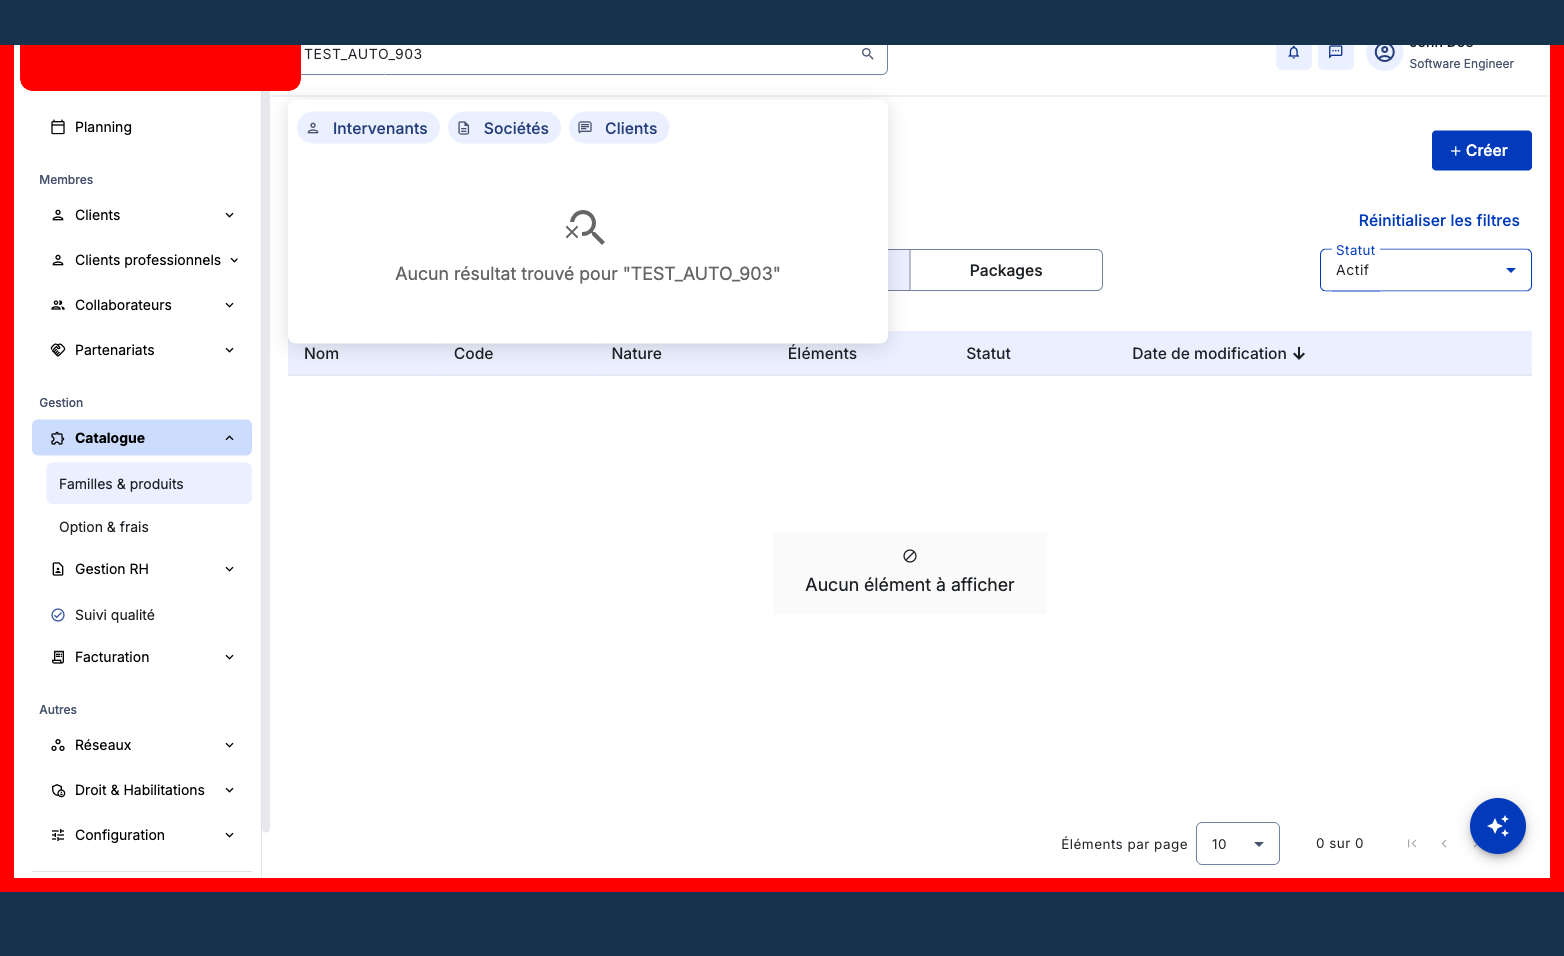 TEST_AUTO_903
Software Engineer
Planning
Membres
Clients
Clients professionnels
Collaborateurs
Partenariats
Gestion
Catalogue
Familles & produits
Option & frais
Gestion RH
Suivi qualité
Facturation
Autres
Réseaux
Droit & Habilitations
Configuration
Intervenants
Sociétés
Clients
Aucun résultat trouvé pour "TEST_AUTO_903"
+ Créer
Réinitialiser les filtres
Packages
Statut
Actif
Nom Code Nature Éléments Statut Date de modification
Aucun élément à afficher
Éléments par page 10 0 sur 0